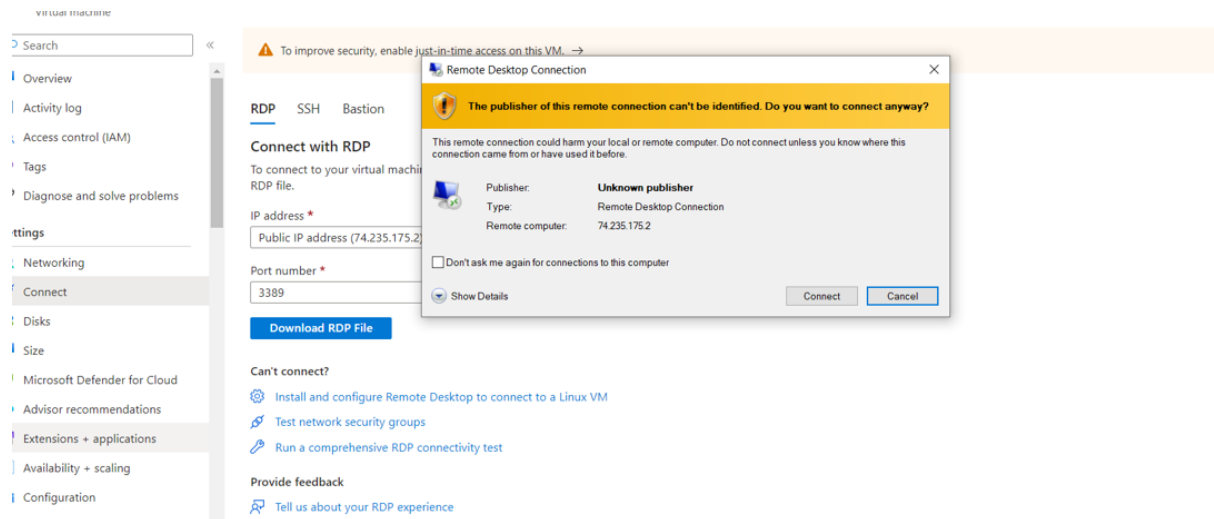 Virtual machine
Search
«
To improve security, enable just-in-time access on this VM. →
Overview
Activity log
Access control (IAM)
Tags
Diagnose and solve problems
ttings
Networking
Connect
Disks
Size
Microsoft Defender for Cloud
Advisor recommendations
Extensions + applications
Availability + scaling
Configuration
RDP SSH Bastion
Connect with RDP
To connect to your virtual machi
RDP file.
IP address *
Public IP address (74.235.175.2)
Port number *
3389
Download RDP File
Can't connect?
Install and configure Remote Desktop to connect to a Linux VM
Test network security groups
Run a comprehensive RDP connectivity test
Provide feedback
Tell us about your RDP experience
Remote Desktop Connection
The publisher of this remote connection can't be identified. Do you want to connect anyway?
This remote connection could harm your local or remote computer. Do not connect unless you know where this
connection came from or have used it before.
Publisher: Unknown publisher
Type: Remote Desktop Connection
Remote computer: 74.235.175.2
Don't ask me again for connections to this computer
Show Details
Connect Cancel